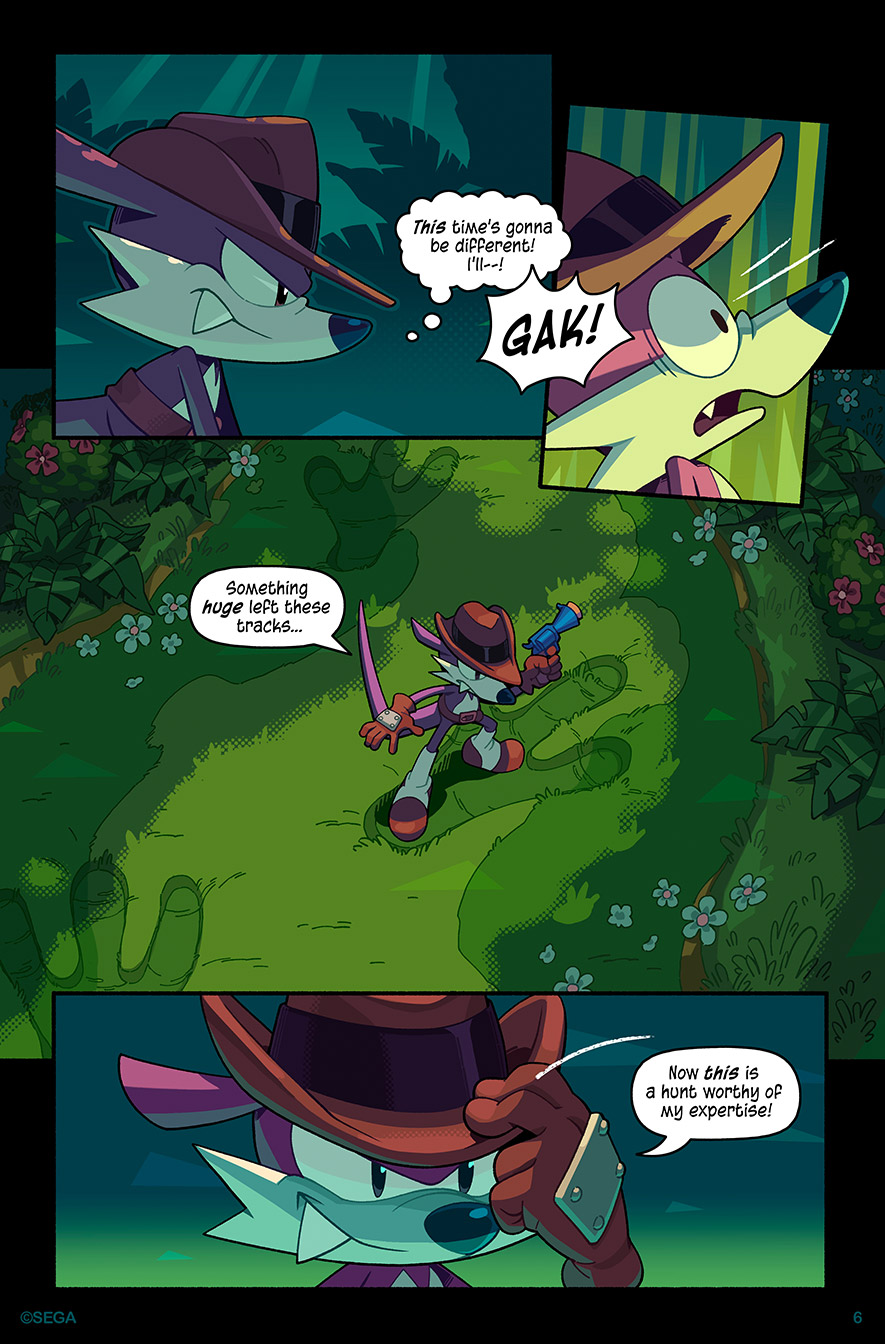 This time's gonna
be different!
I'll--!
GAK!
Something
huge left these
tracks...
Now this is
a hunt worthy of
my expertise!
©SEGA
6